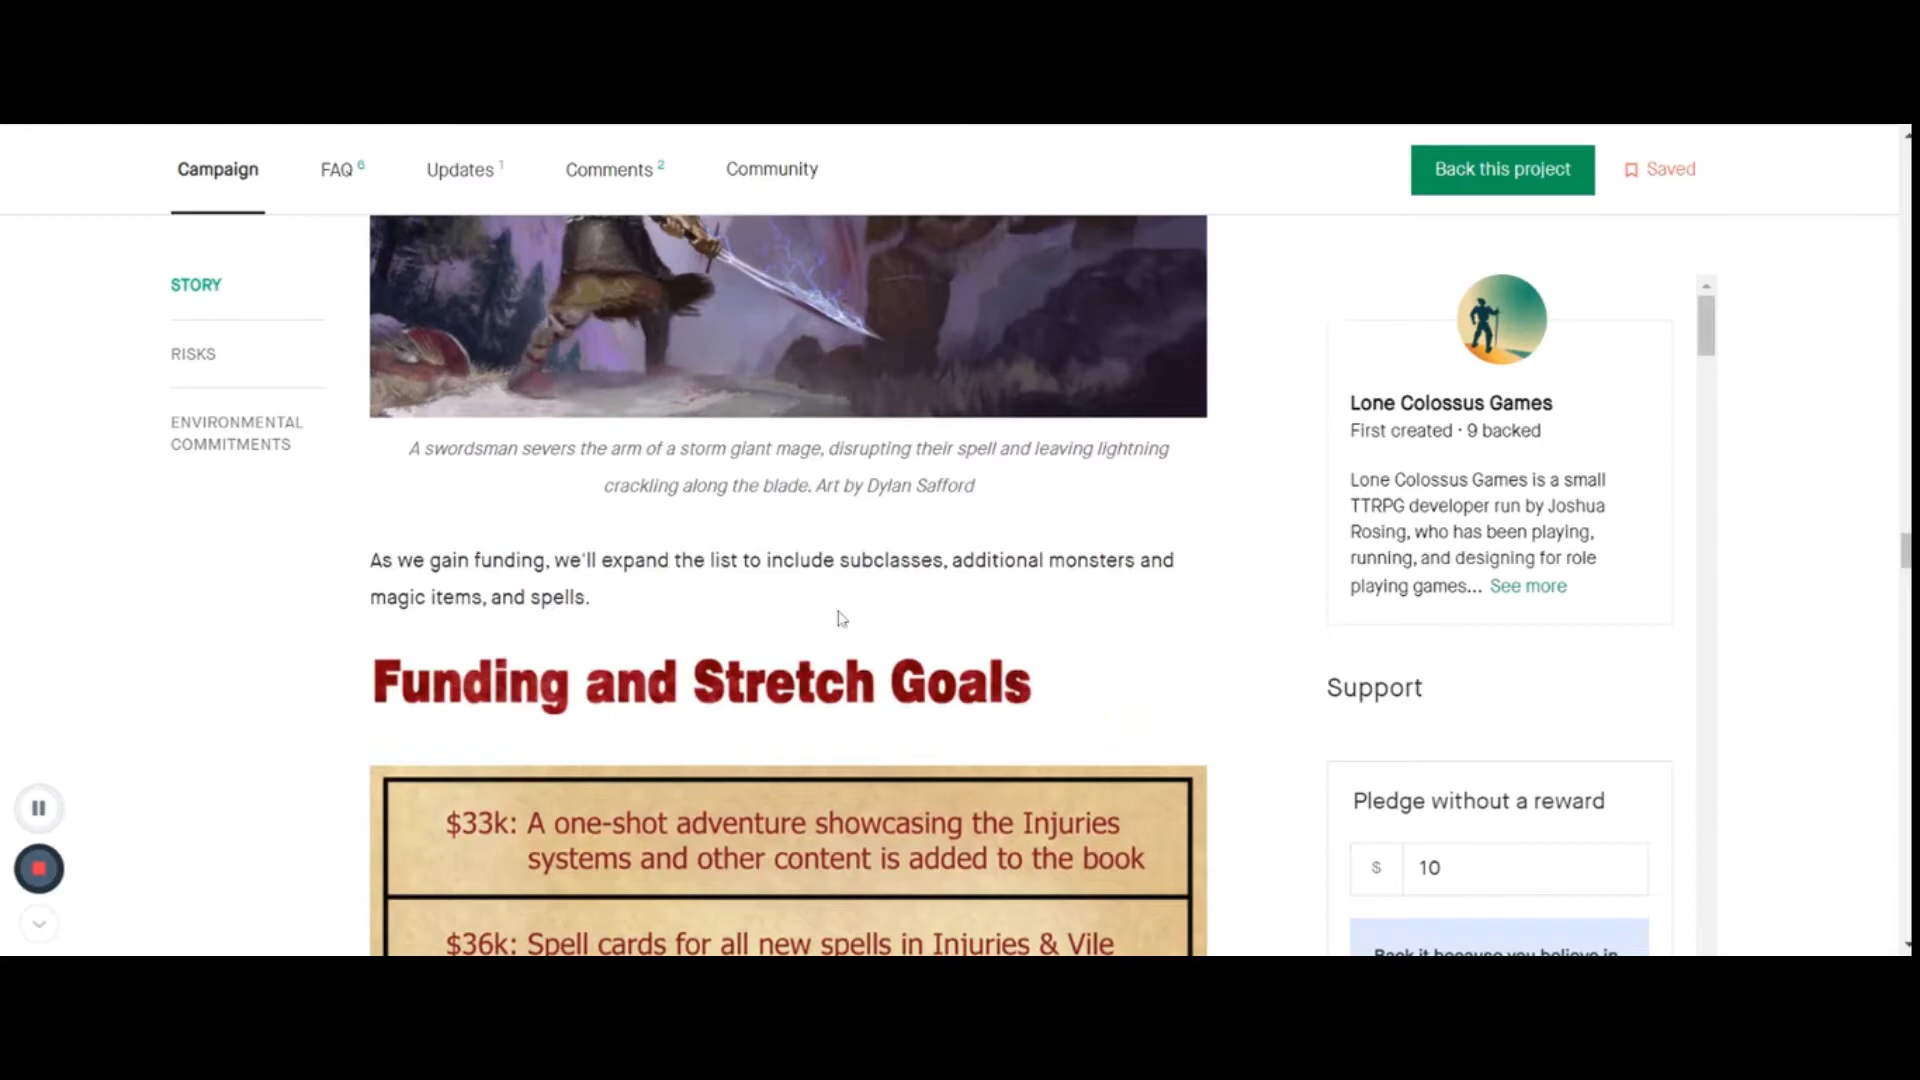 Campaign
FAQ 6
Updates 1
Comments 2
Community
Back this project
Saved
STORY
RISKS
ENVIRONMENTAL
COMMITMENTS
A swordsman severs the arm of a storm giant mage, disrupting their spell and leaving lightning
crackling along the blade. Art by Dylan Safford
As we gain funding, we'll expand the list to include subclasses, additional monsters and
magic items, and spells.
Funding and Stretch Goals
$33k: A one-shot adventure showcasing the Injuries
systems and other content is added to the book
$36k: Spell cards for all new spells in Injuries & Vile
Lone Colossus Games
First created · 9 backed
Lone Colossus Games is a small
TTRPG developer run by Joshua
Rosing, who has been playing,
running, and designing for role
playing games... See more
Support
Pledge without a reward
$ 10
Back it because you believe in